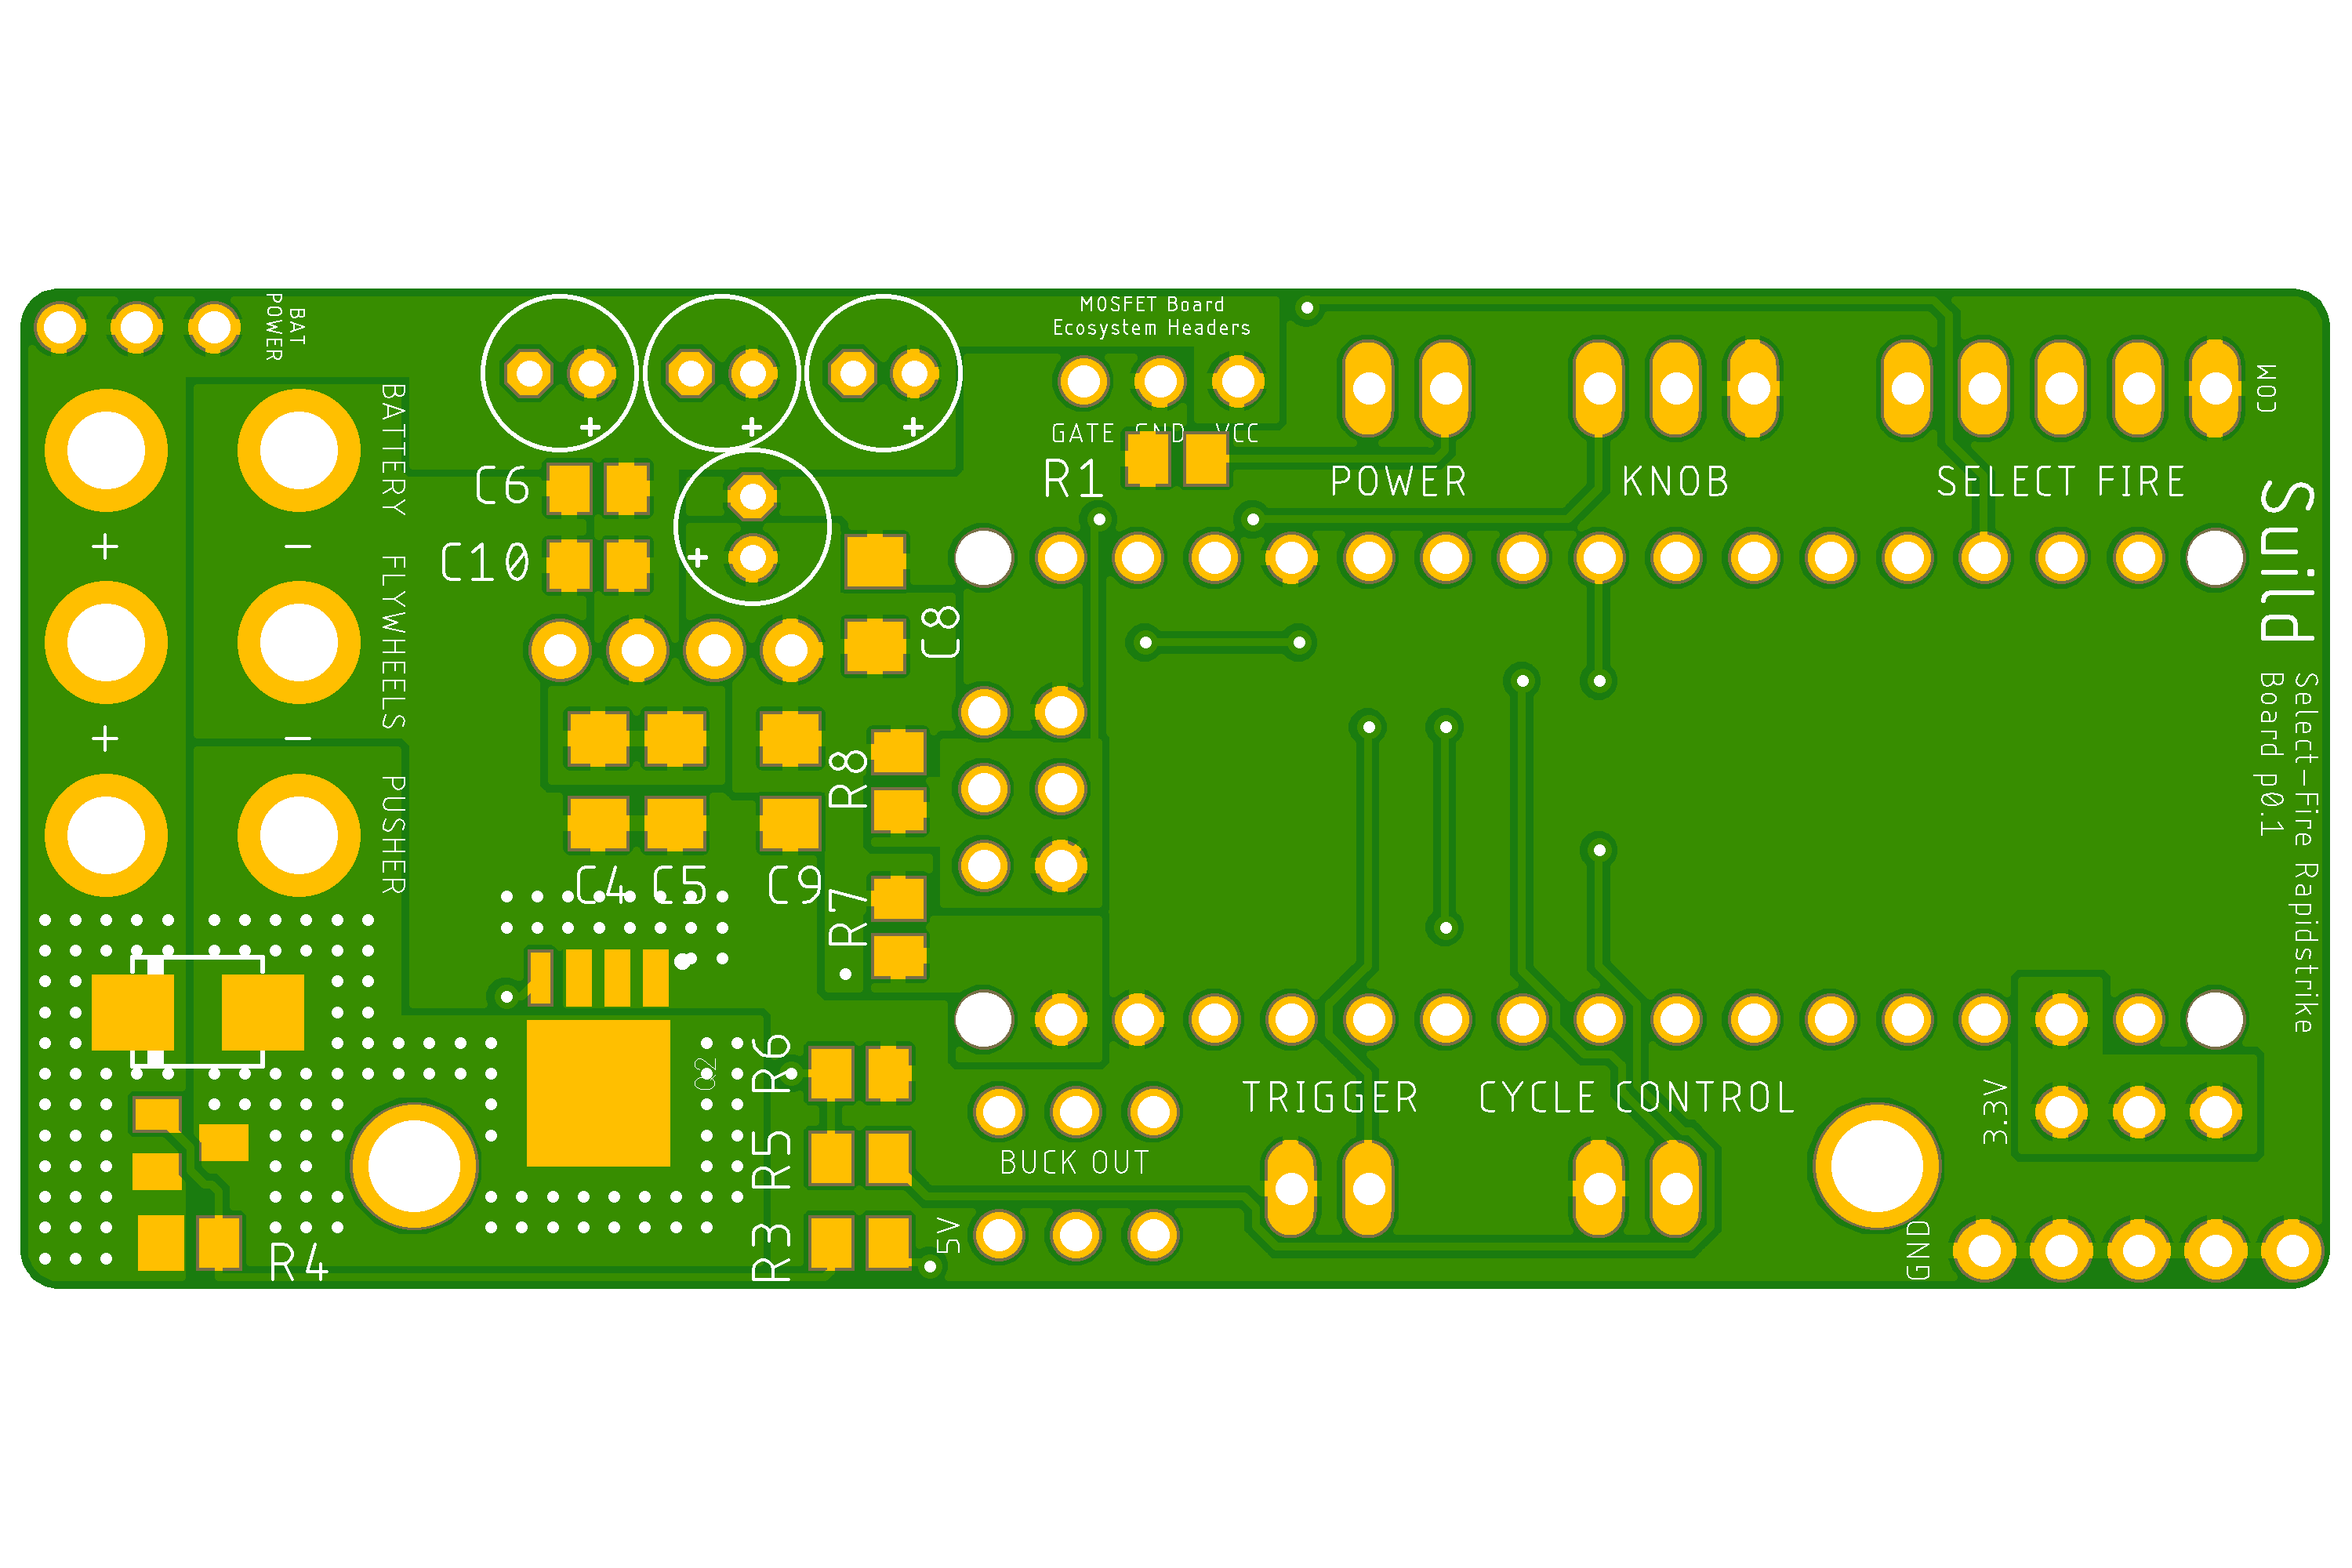 BAT
POWER
MOSFET Board
Ecosystem Headers
GATE GND VCC
R1
POWER
KNOB
SELECT FIRE
COM
BATTERY
+ -
FLYWHEELS
+ -
PUSHER
+
+
+
+
C6
C10
C8
C4
C5
C9
R8
R7
R6
R5
R3
R4
Q2
BUCK OUT
5V
TRIGGER
CYCLE CONTROL
3.3V
GND
Suild
Select-Fire Rapidstrike
Board p0.1